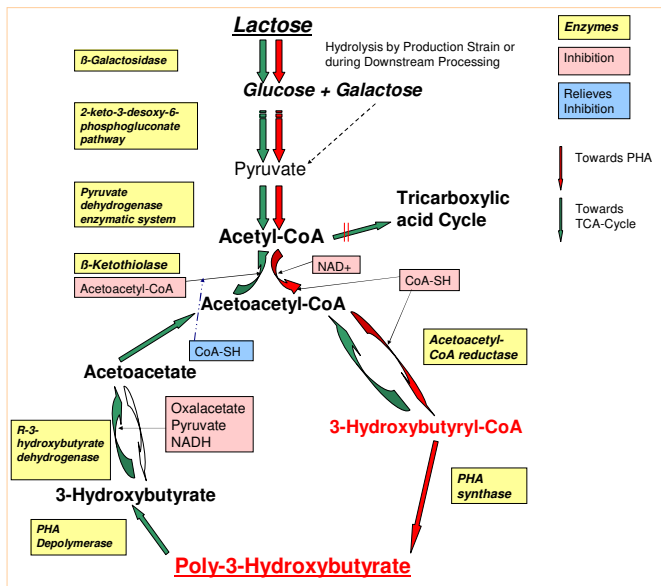 Lactose
Enzymes
Hydrolysis by Production Strain or
during Downstream Processing
ß-Galactosidase
Inhibition
Glucose + Galactose
Relieves
Inhibition
2-keto-3-desoxy-6-
phosphogluconate
pathway
Pyruvate
Towards PHA
Pyruvate
dehydrogenase
enzymatic system
Tricarboxylic
acid Cycle
Towards
TCA-Cycle
Acetyl-CoA
ß-Ketothiolase
NAD+
Acetoacetyl-CoA
CoA-SH
Acetoacetyl-CoA
Acetoacetyl-
CoA reductase
CoA-SH
Acetoacetate
Oxalacetate
Pyruvate
NADH
R-3-
hydroxybutyrate
dehydrogenase
3-Hydroxybutyryl-CoA
3-Hydroxybutyrate
PHA
synthase
PHA
Depolymerase
Poly-3-Hydroxybutyrate